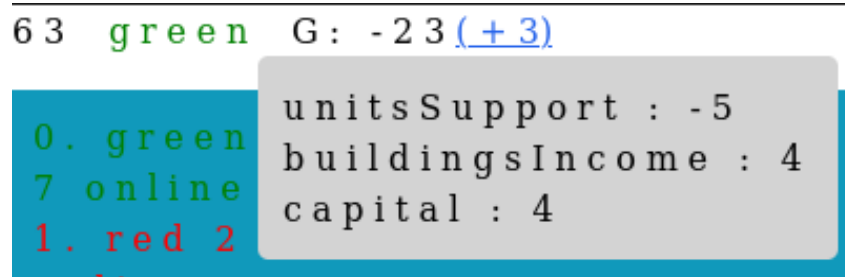 63 green G: -23(+3)
unitsSupport : -5
buildingsIncome : 4
capital : 4
0. green
7 online
1. red 2